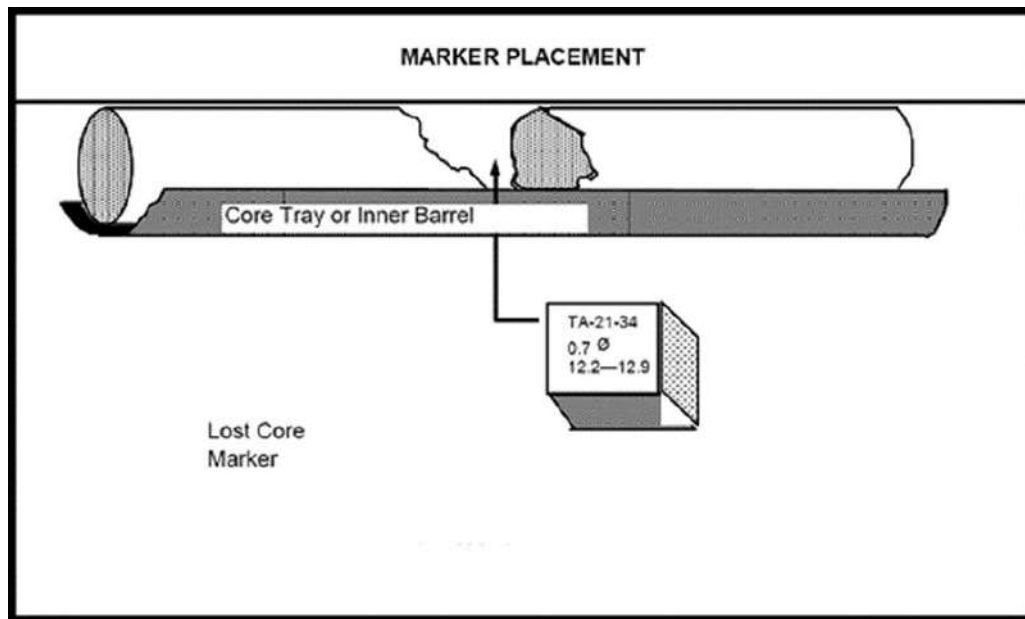 MARKER PLACEMENT
Core Tray or Inner Barrel
TA-21-34
0.7 Ø
12.2—12.9
Lost Core
Marker